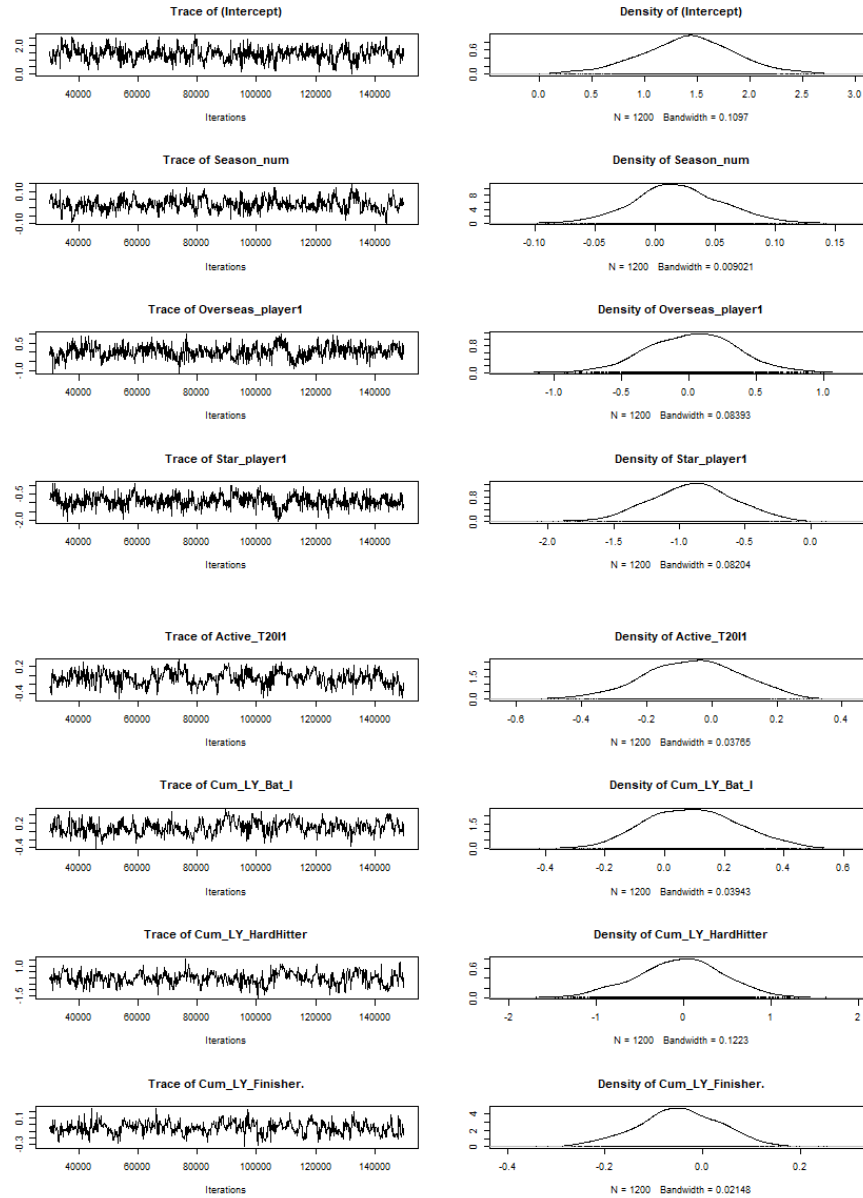 Trace of (Intercept)
Density of (Intercept)
0.0 2.0
0.0 0.6
40000 60000 80000 100000 120000 140000
0.0 0.5 1.0 1.5 2.0 2.5 3.0
Iterations
N = 1200 Bandwidth = 0.1097
Trace of Season_num
Density of Season_num
-0.10 0.10
0 4 8
40000 60000 80000 100000 120000 140000
-0.10 -0.05 0.00 0.05 0.10 0.15
Iterations
N = 1200 Bandwidth = 0.009021
Trace of Overseas_player1
Density of Overseas_player1
-1.0 0.5
0.0 0.8
40000 60000 80000 100000 120000 140000
-1.0 -0.5 0.0 0.5 1.0
Iterations
N = 1200 Bandwidth = 0.08393
Trace of Star_player1
Density of Star_player1
-2.0 -0.5
0.0 0.8
40000 60000 80000 100000 120000 140000
-2.0 -1.5 -1.0 -0.5 0.0
Iterations
N = 1200 Bandwidth = 0.08204
Trace of Active_T20I1
Density of Active_T20I1
-0.4 0.2
0.0 1.5
40000 60000 80000 100000 120000 140000
-0.6 -0.4 -0.2 0.0 0.2 0.4
Iterations
N = 1200 Bandwidth = 0.03765
Trace of Cum_LY_Bat_I
Density of Cum_LY_Bat_I
-0.4 0.2
0.0 1.5
40000 60000 80000 100000 120000 140000
-0.4 -0.2 0.0 0.2 0.4 0.6
Iterations
N = 1200 Bandwidth = 0.03943
Trace of Cum_LY_HardHitter
Density of Cum_LY_HardHitter
-1.5 1.0
0.0 0.6
40000 60000 80000 100000 120000 140000
-2 -1 0 1 2
Iterations
N = 1200 Bandwidth = 0.1223
Trace of Cum_LY_Finisher.
Density of Cum_LY_Finisher.
-0.3 0.1
0 2 4
40000 60000 80000 100000 120000 140000
-0.4 -0.2 0.0 0.2
Iterations
N = 1200 Bandwidth = 0.02148